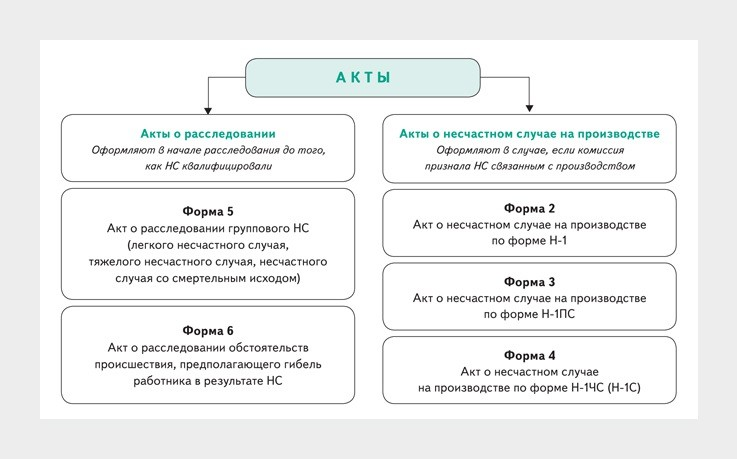 АКТЫ
Акты о расследовании
Оформляют в начале расследования до того,
как НС квалифицировали
Форма 5
Акт о расследовании группового НС
(легкого несчастного случая,
тяжелого несчастного случая, несчастного
случая со смертельным исходом)
Форма 6
Акт о расследовании обстоятельств
происшествия, предполагающего гибель
работника в результате НС
Акты о несчастном случае на производстве
Оформляют в случае, если комиссия
признала НС связанным с производством
Форма 2
Акт о несчастном случае на производстве
по форме Н-1
Форма 3
Акт о несчастном случае на производстве
по форме Н-1ПС
Форма 4
Акт о несчастном случае
на производстве по форме Н-1ЧС (Н-1С)